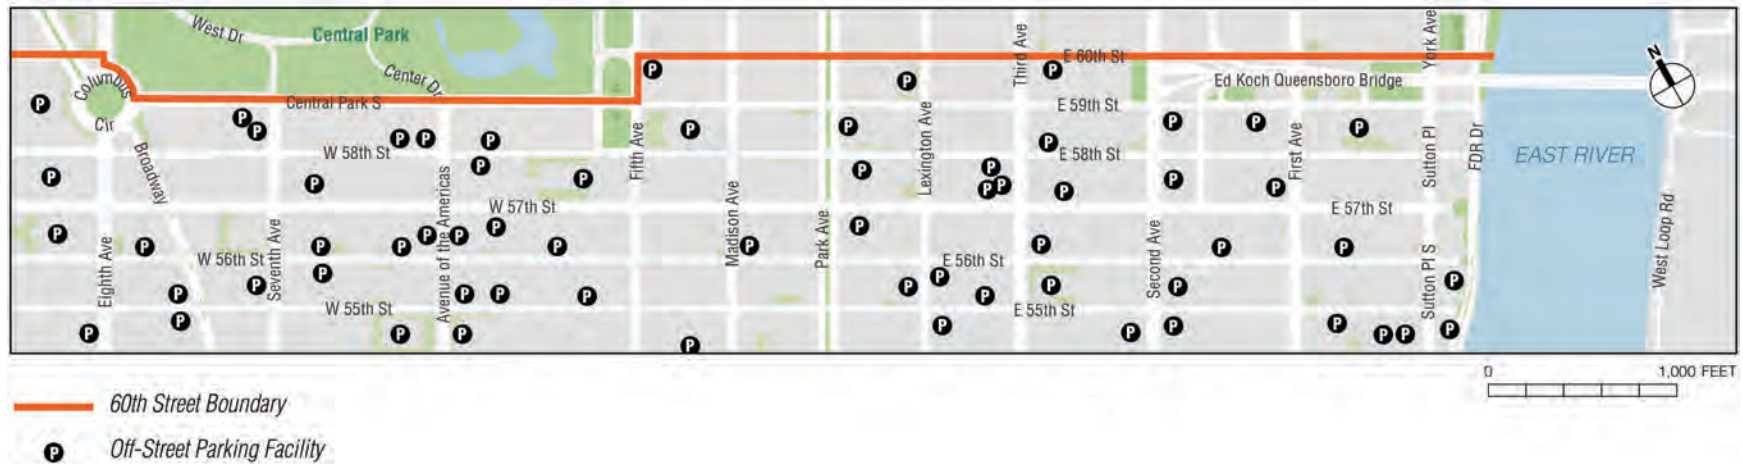 West Dr
Central Park
Center Dr
Columbus
Cir
Central Park S
Broadway
W 58th St
W 57th St
W 56th St
W 55th St
Eighth Ave
Seventh Ave
Avenue of the Americas
Fifth Ave
Madison Ave
Park Ave
Lexington Ave
Third Ave
E 60th St
E 59th St
E 58th St
E 57th St
E 56th St
E 55th St
Second Ave
First Ave
Ed Koch Queensboro Bridge
York Ave
Sutton Pl
Sutton Pl S
FDR Dr
EAST RIVER
West Loop Rd
N
0 1,000 FEET
60th Street Boundary
P Off-Street Parking Facility